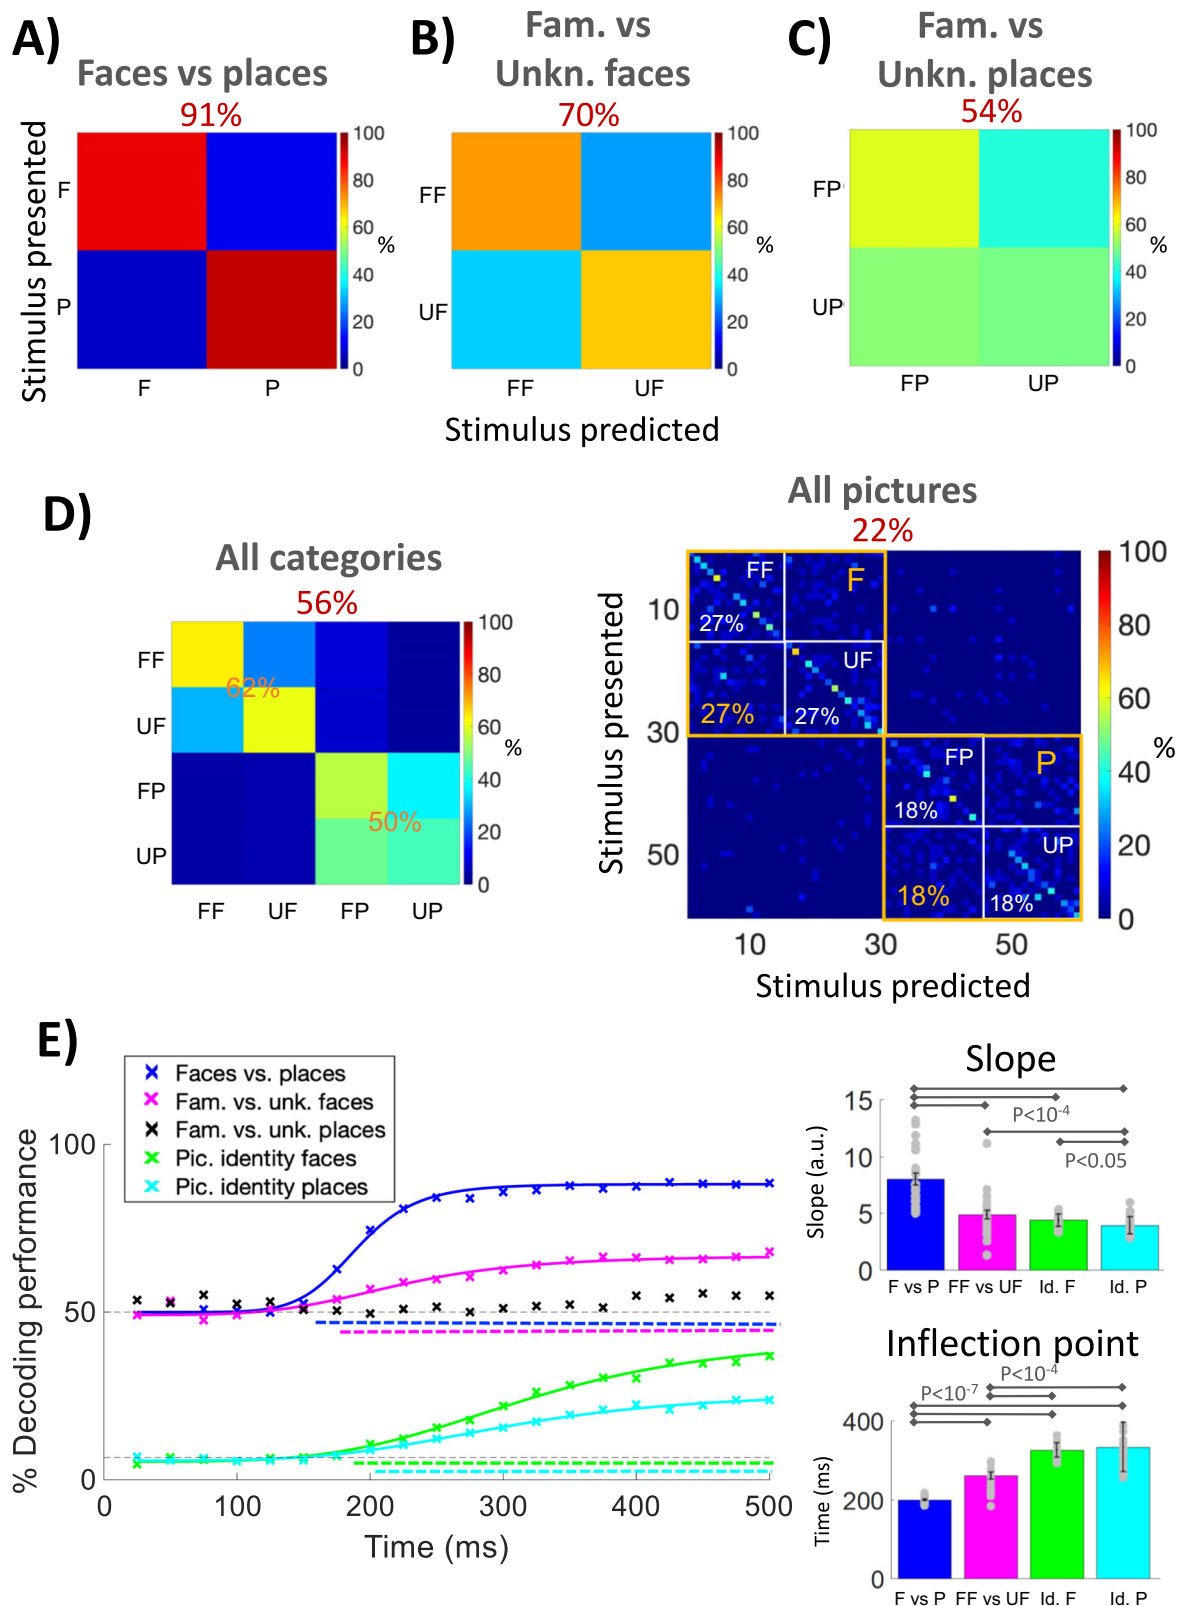 A)
Faces vs places
91%
Stimulus presented
F
P
F
P
100
80
60
40
20
0
%
B)
Fam. vs
Unkn. faces
70%
FF
UF
FF
UF
100
80
60
40
20
0
%
Stimulus predicted
C)
Fam. vs
Unkn. places
54%
FP
UP
FP
UP
100
80
60
40
20
0
%
D)
All categories
56%
FF
UF
FP
UP
62%
50%
FF
UF
FP
UP
100
80
60
40
20
0
%
All pictures
22%
Stimulus presented
10
30
50
FF
F
27%
UF
27%
27%
FP
P
18%
UP
18%
18%
10
30
50
Stimulus predicted
100
80
60
40
20
0
%
E)
Faces vs. places
Fam. vs. unk. faces
Fam. vs. unk. places
Pic. identity faces
Pic. identity places
% Decoding performance
100
50
0
0
100
200
300
400
500
Time (ms)
Slope
Slope (a.u.)
15
10
5
0
P<10-4
P<0.05
F vs P
FF vs UF
Id. F
Id. P
Inflection point
P<10-4
P<10-7
Time (ms)
400
200
0
F vs P
FF vs UF
Id. F
Id. P